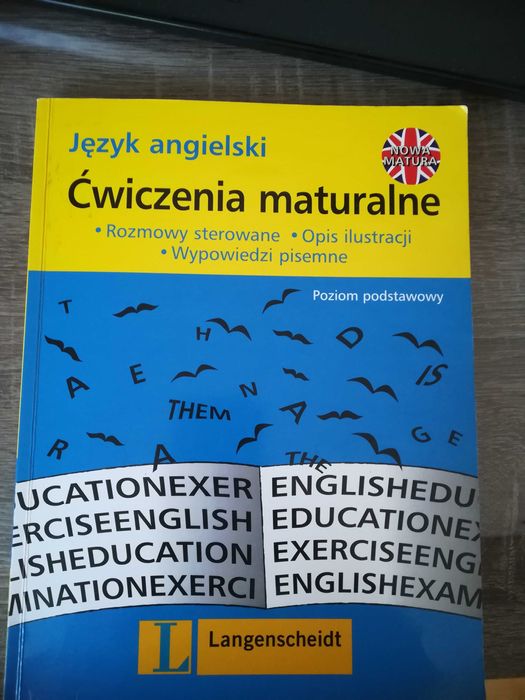 Język angielski
NOWA
MATURA
Ćwiczenia maturalne
• Rozmowy sterowane • Opis ilustracji
• Wypowiedzi pisemne
Poziom podstawowy
T
H
D
A
E
N
IS
THEM
A
R
A
THE
G
E
UCATIONEXER
ERCISEENGLISH
LISHEDUCATION
MINATIONEXERCI
ENGLISHEDU
EDUCATIONEX
EXERCISEENG
ENGLISHEXAM
L
Langenscheidt